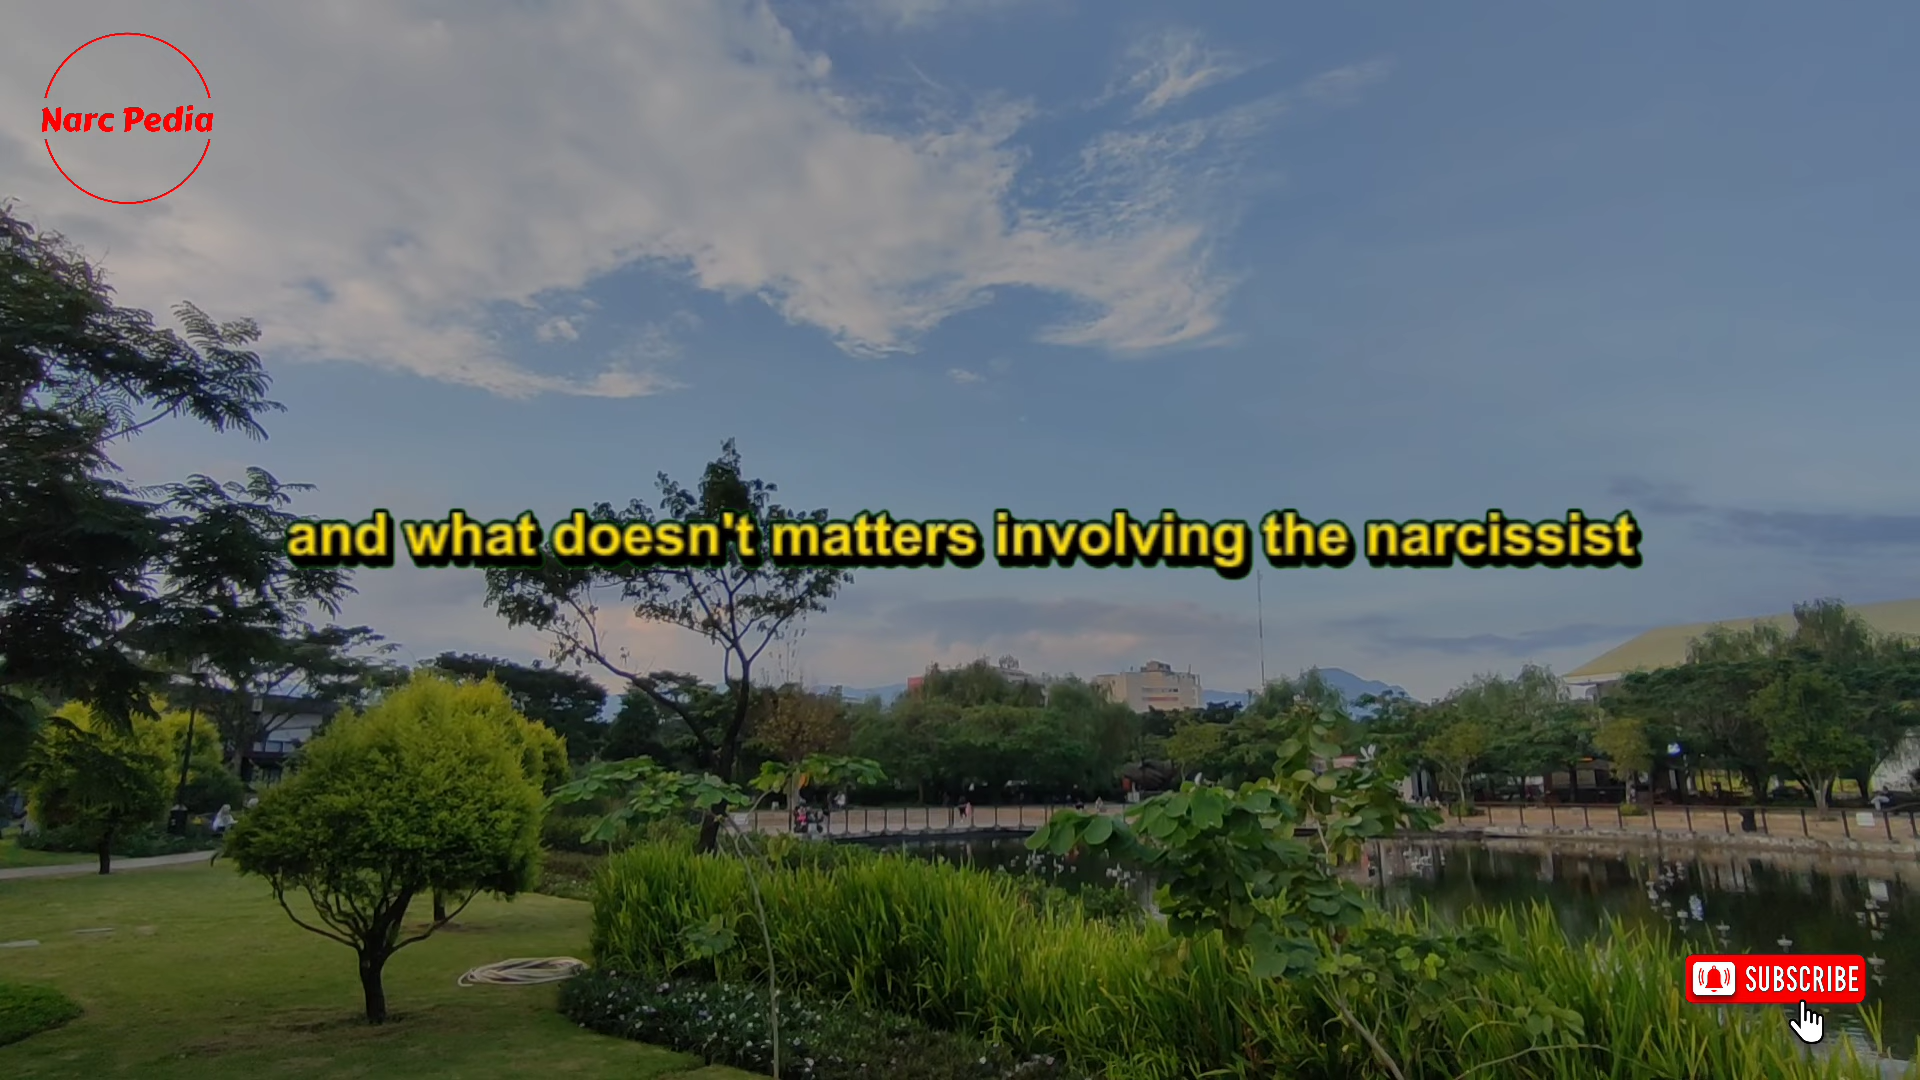 Narc Pedia
and what doesn't matters involving the narcissist
SUBSCRIBE